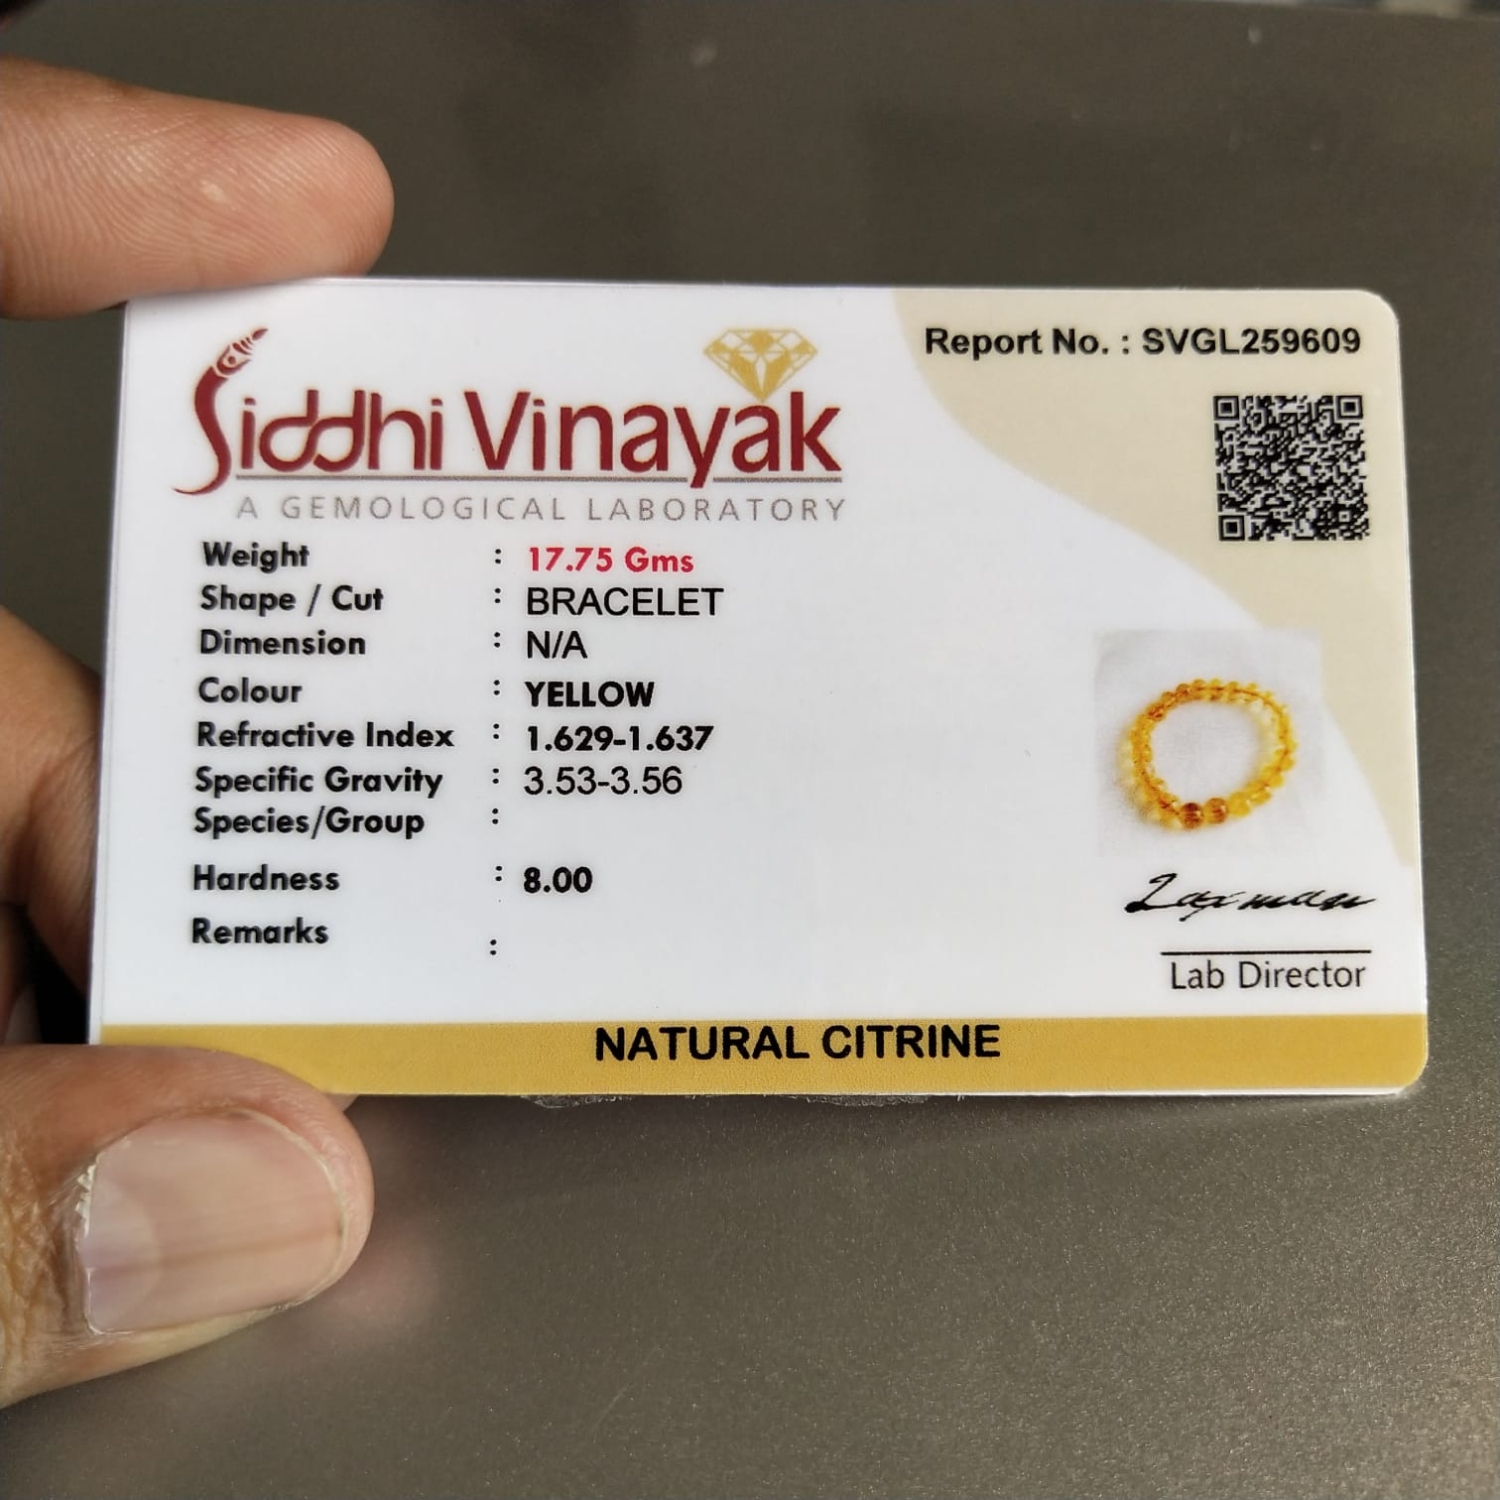 Report No. : SVGL259609
Siddhi Vinayak
A GEMOLOGICAL LABORATORY
Weight : 17.75 Gms
Shape / Cut : BRACELET
Dimension : N/A
Colour : YELLOW
Refractive Index : 1.629-1.637
Specific Gravity : 3.53-3.56
Species/Group :
Hardness : 8.00
Remarks :
Laxman
Lab Director
NATURAL CITRINE